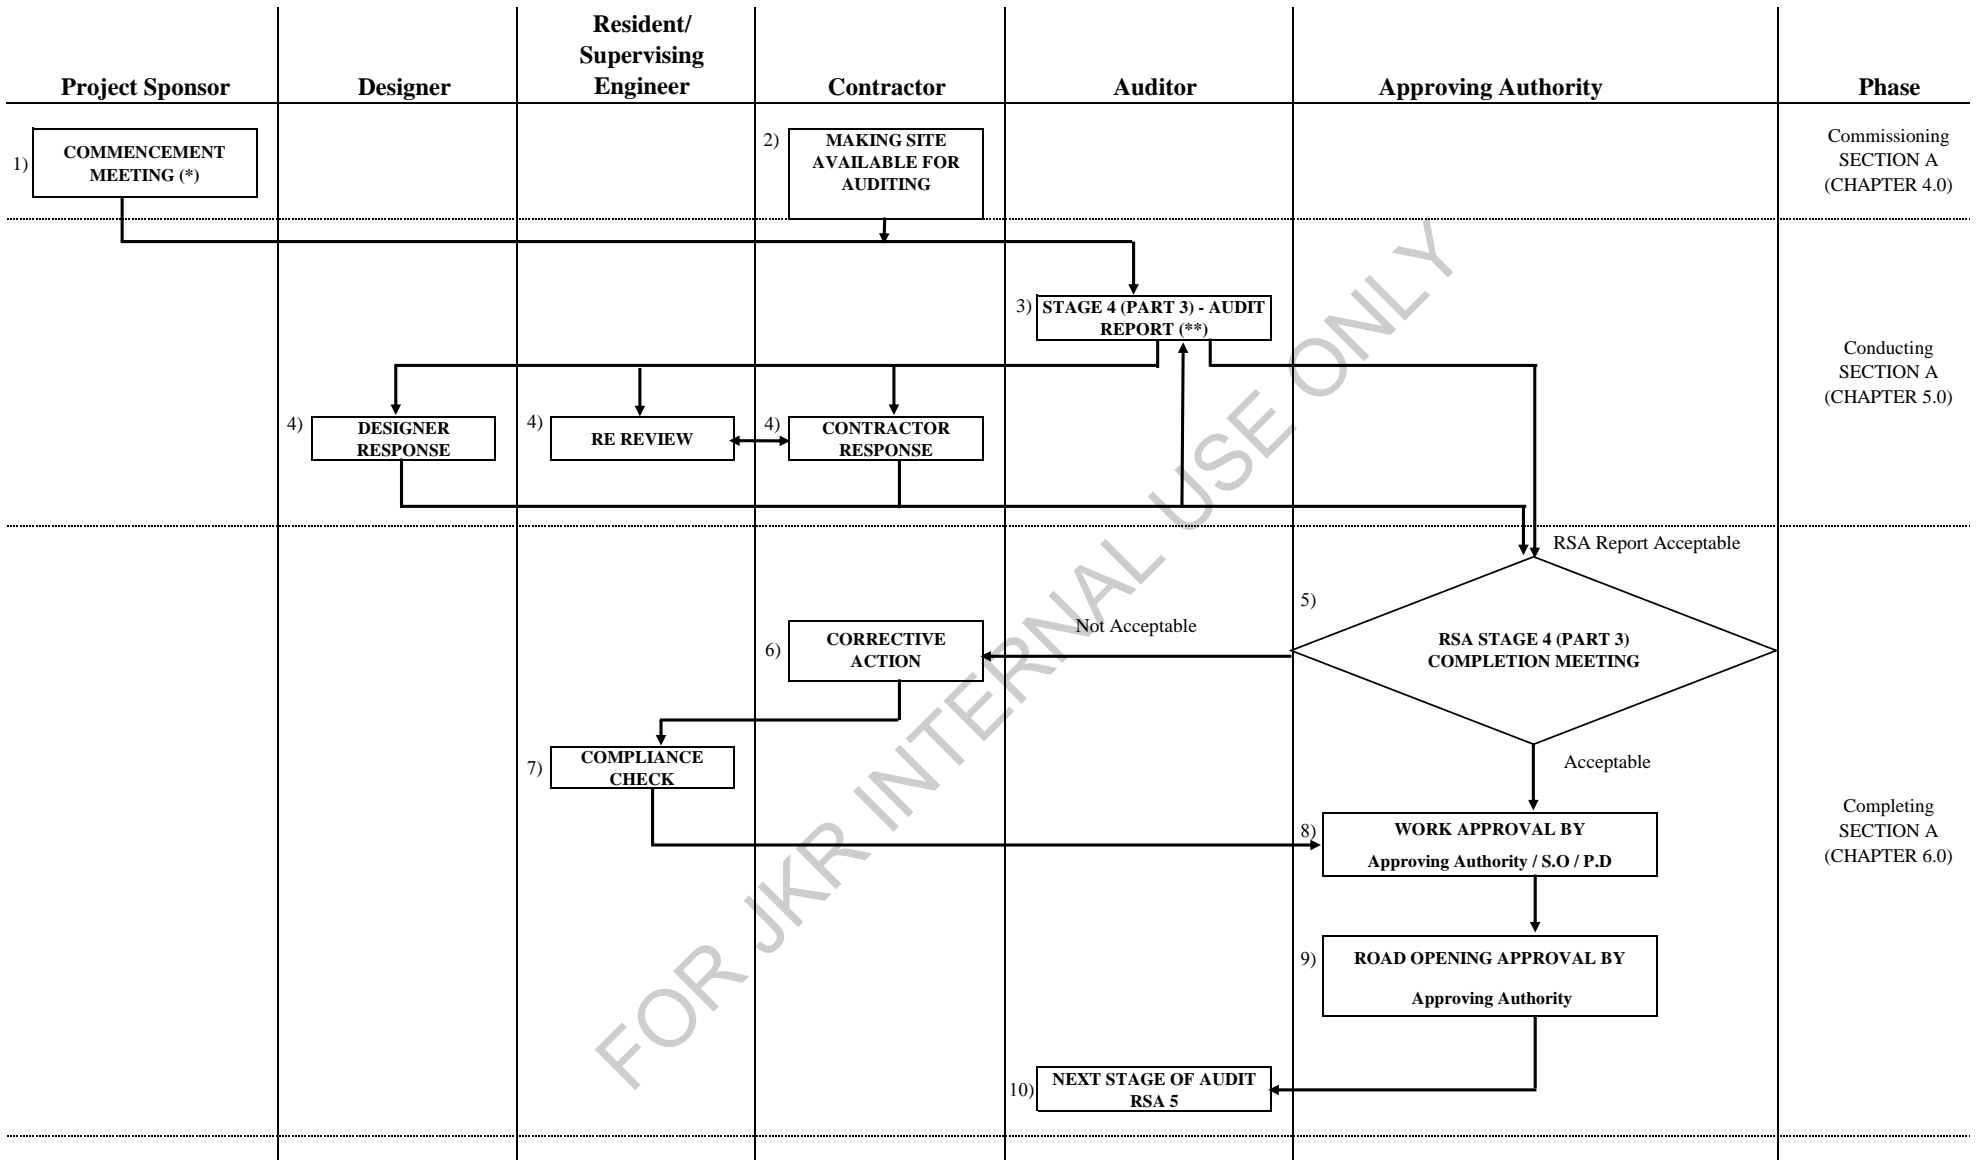 Resident/
Supervising
Engineer
Project Sponsor
Designer
Contractor
Auditor
Approving Authority
Phase
1)
COMMENCEMENT
MEETING (*)
2)
MAKING SITE
AVAILABLE FOR
AUDITING
Commissioning
SECTION A
(CHAPTER 4.0)
3)
STAGE 4 (PART 3) - AUDIT
REPORT (**)
Conducting
SECTION A
(CHAPTER 5.0)
4)
DESIGNER
RESPONSE
4)
RE REVIEW
4)
CONTRACTOR
RESPONSE
RSA Report Acceptable
5)
RSA STAGE 4 (PART 3)
COMPLETION MEETING
Not Acceptable
6)
CORRECTIVE
ACTION
7)
COMPLIANCE
CHECK
Acceptable
8)
WORK APPROVAL BY
Approving Authority / S.O / P.D
Completing
SECTION A
(CHAPTER 6.0)
9)
ROAD OPENING APPROVAL BY
Approving Authority
10)
NEXT STAGE OF AUDIT
RSA 5
FOR JKR INTERNAL USE ONLY